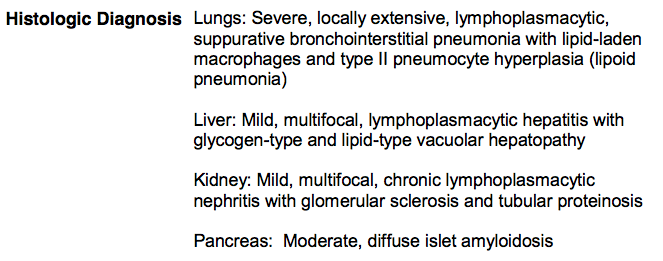 Histologic Diagnosis Lungs: Severe, locally extensive, lymphoplasmacytic,
suppurative bronchointerstitial pneumonia with lipid-laden
macrophages and type II pneumocyte hyperplasia (lipoid
pneumonia)
Liver: Mild, multifocal, lymphoplasmacytic hepatitis with
glycogen-type and lipid-type vacuolar hepatopathy
Kidney: Mild, multifocal, chronic lymphoplasmacytic
nephritis with glomerular sclerosis and tubular proteinosis
Pancreas: Moderate, diffuse islet amyloidosis